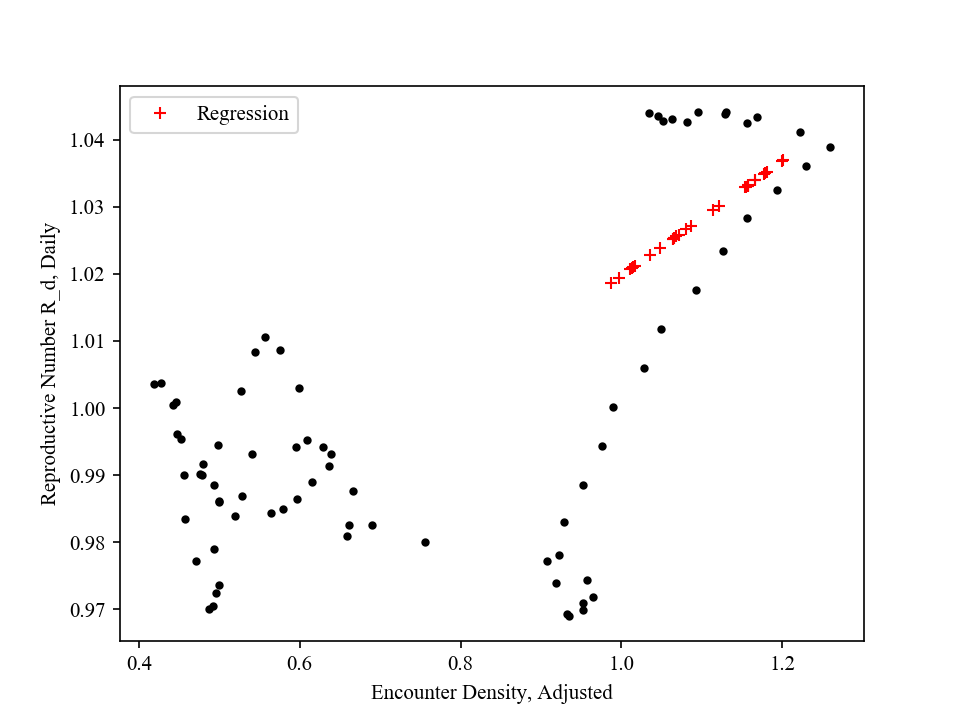 Regression
1.04
1.03
1.02
1.01
1.00
0.99
0.98
0.97
Reproductive Number R_d, Daily
0.4 0.6 0.8 1.0 1.2
Encounter Density, Adjusted